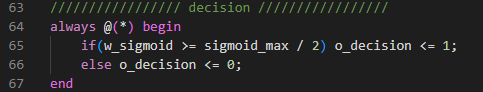 63 ///////////////// decision /////////////////
64 always @(*) begin
65     if(w_sigmoid >= sigmoid_max / 2) o_decision <= 1;
66     else o_decision <= 0;
67 end